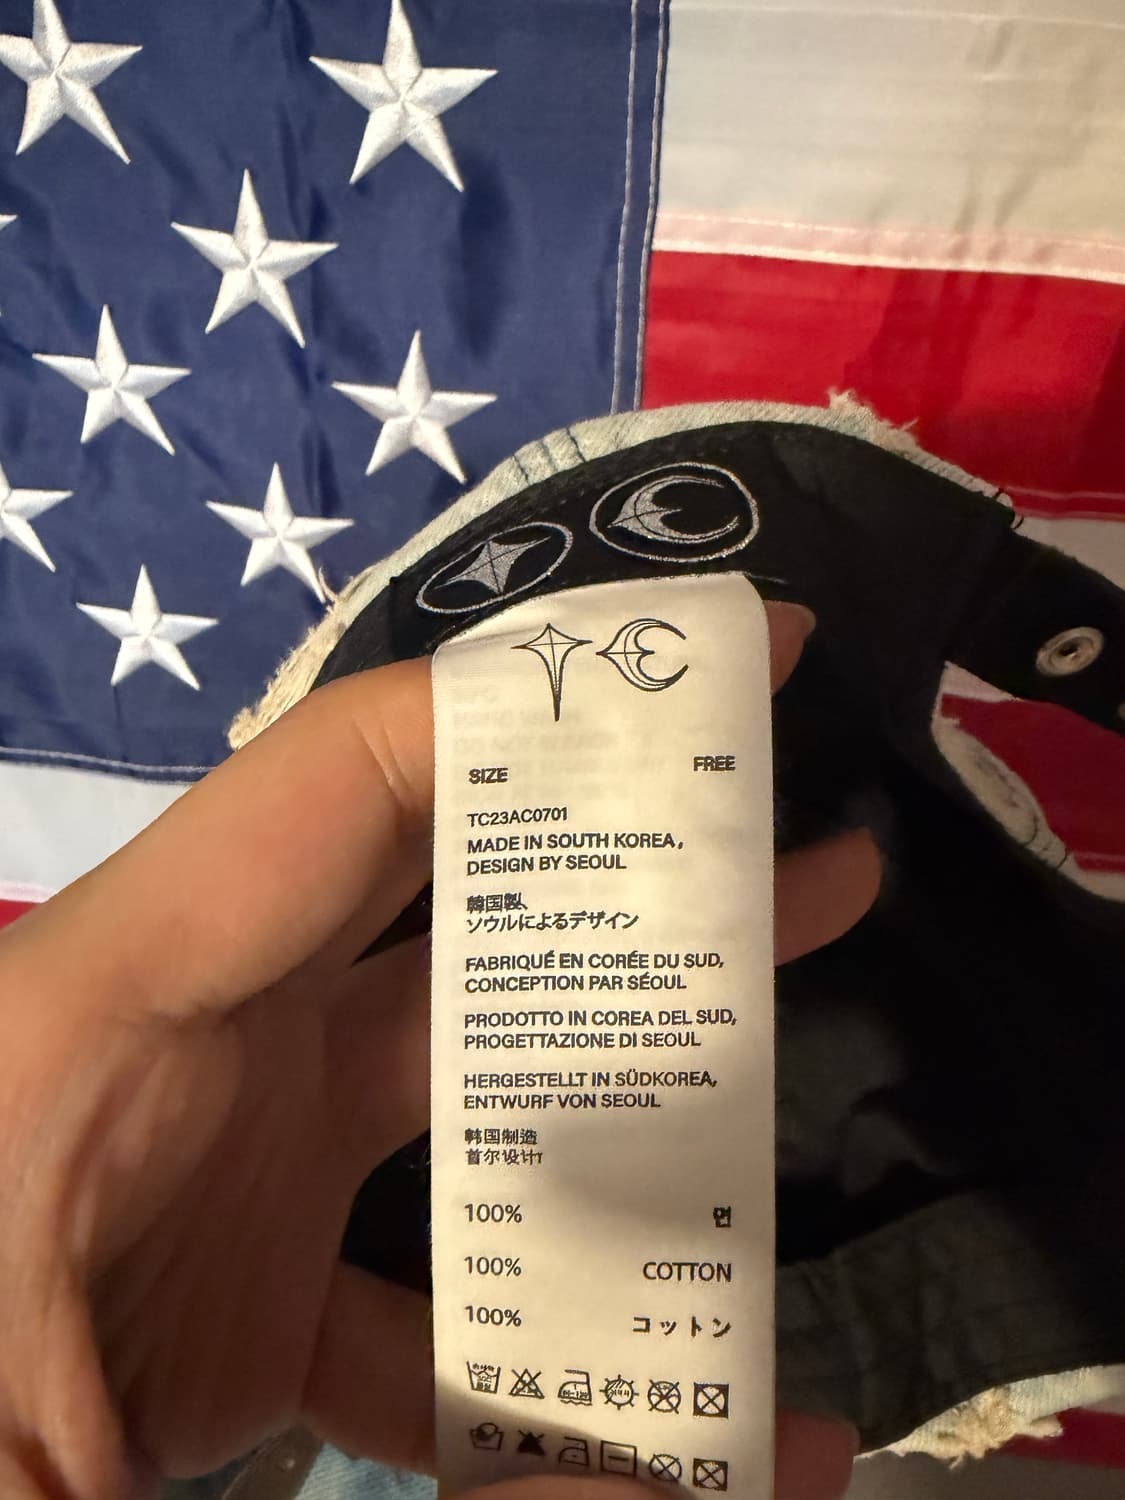 SIZE FREE
TC23AC0701
MADE IN SOUTH KOREA,
DESIGN BY SEOUL
韓国製、
ソウルによるデザイン
FABRIQUÉ EN CORÉE DU SUD,
CONCEPTION PAR SÉOUL
PRODOTTO IN COREA DEL SUD,
PROGETTAZIONE DI SEOUL
HERGESTELLT IN SÜDKOREA,
ENTWURF VON SEOUL
韩国制造
首尔设计
100% 면
100% COTTON
100% コットン